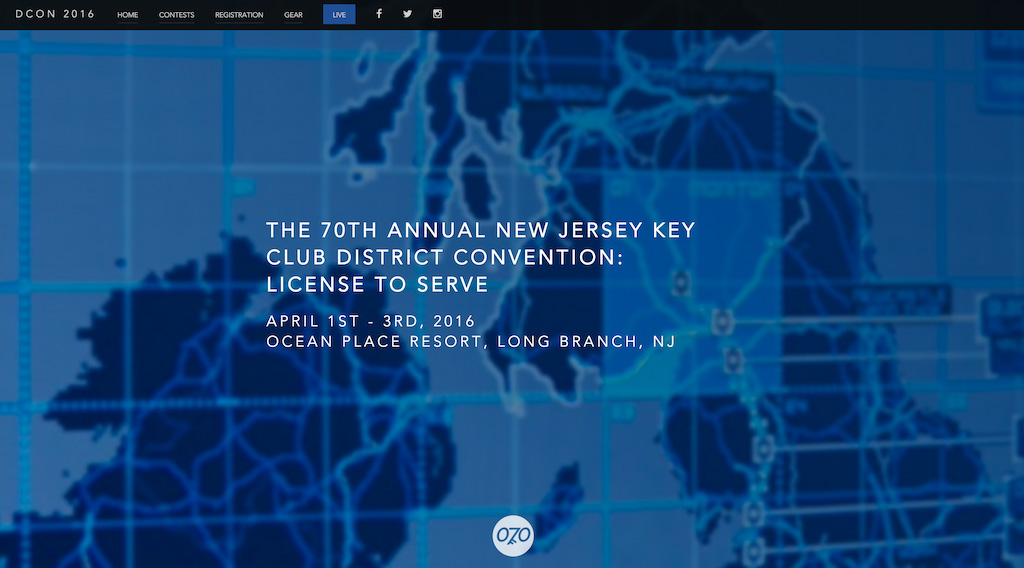 DCON 2016 HOME CONTESTS REGISTRATION GEAR LIVE
THE 70TH ANNUAL NEW JERSEY KEY
CLUB DISTRICT CONVENTION:
LICENSE TO SERVE
APRIL 1ST - 3RD, 2016
OCEAN PLACE RESORT, LONG BRANCH, NJ